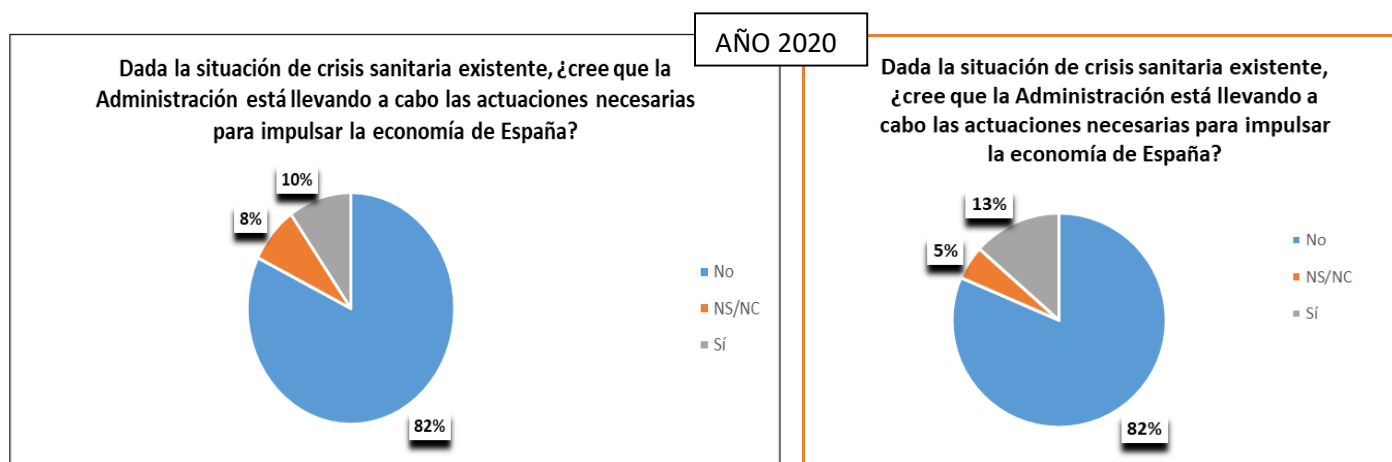 AÑO 2020
Dada la situación de crisis sanitaria existente, ¿cree que la
Administración está llevando a cabo las actuaciones necesarias
para impulsar la economía de España?
10%
8%
No
NS/NC
Sí
82%
Dada la situación de crisis sanitaria existente,
¿cree que la Administración está llevando a
cabo las actuaciones necesarias para impulsar
la economía de España?
13%
5%
No
NS/NC
Sí
82%